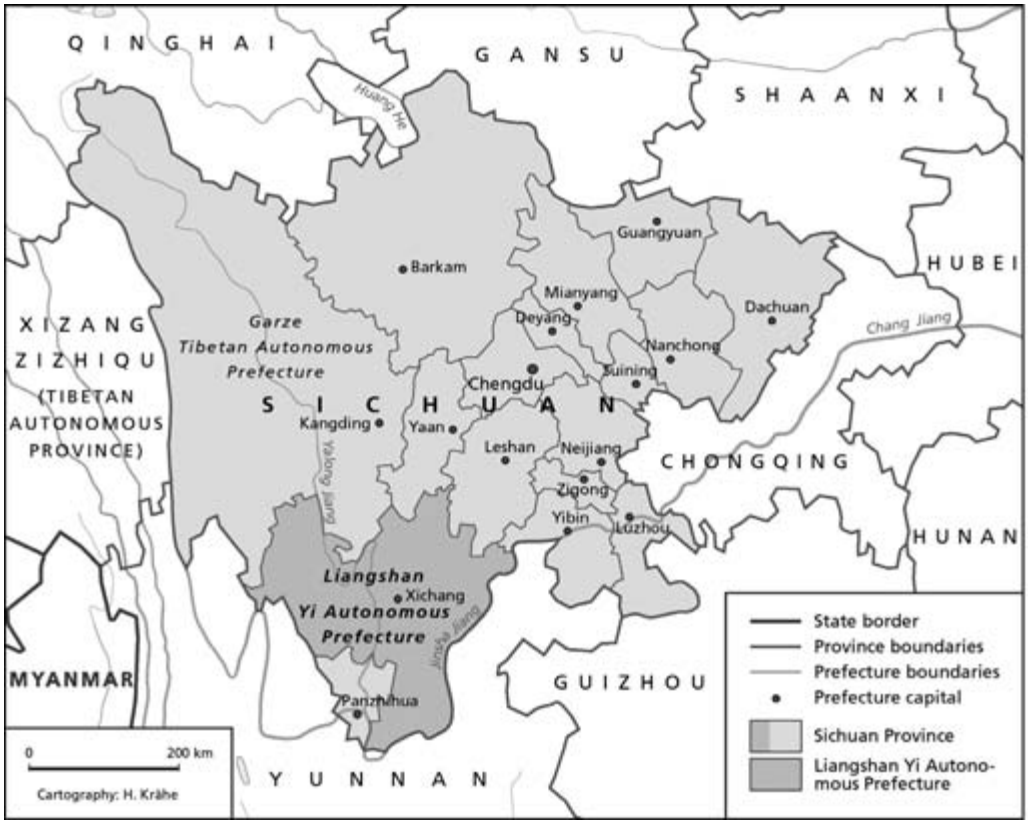 QINGHAI
GANSU
SHAANXI
Huang He
HUBEI
Guangyuan
Barkam
Mianyang
Dachuan
Deyang
Chang Jiang
XIZANG
ZIZHIQU
(TIBETAN
AUTONOMOUS
PROVINCE)
Garze
Tibetan Autonomous
Prefecture
Nanchong
Suining
Chengdu
SICHUAN
Kangding
Yaan
Leshan
Neijiang
CHONGQING
Yalong Jiang
Zigong
Yibin
Luzhou
HUNAN
Liangshan
Yi Autonomous
Prefecture
Xichang
Jinsha Jiang
MYANMAR
GUIZHOU
Panzhihua
YUNNAN
0 200 km
Cartography: H. Krähe
State border
Province boundaries
Prefecture boundaries
Prefecture capital
Sichuan Province
Liangshan Yi Autono-
mous Prefecture